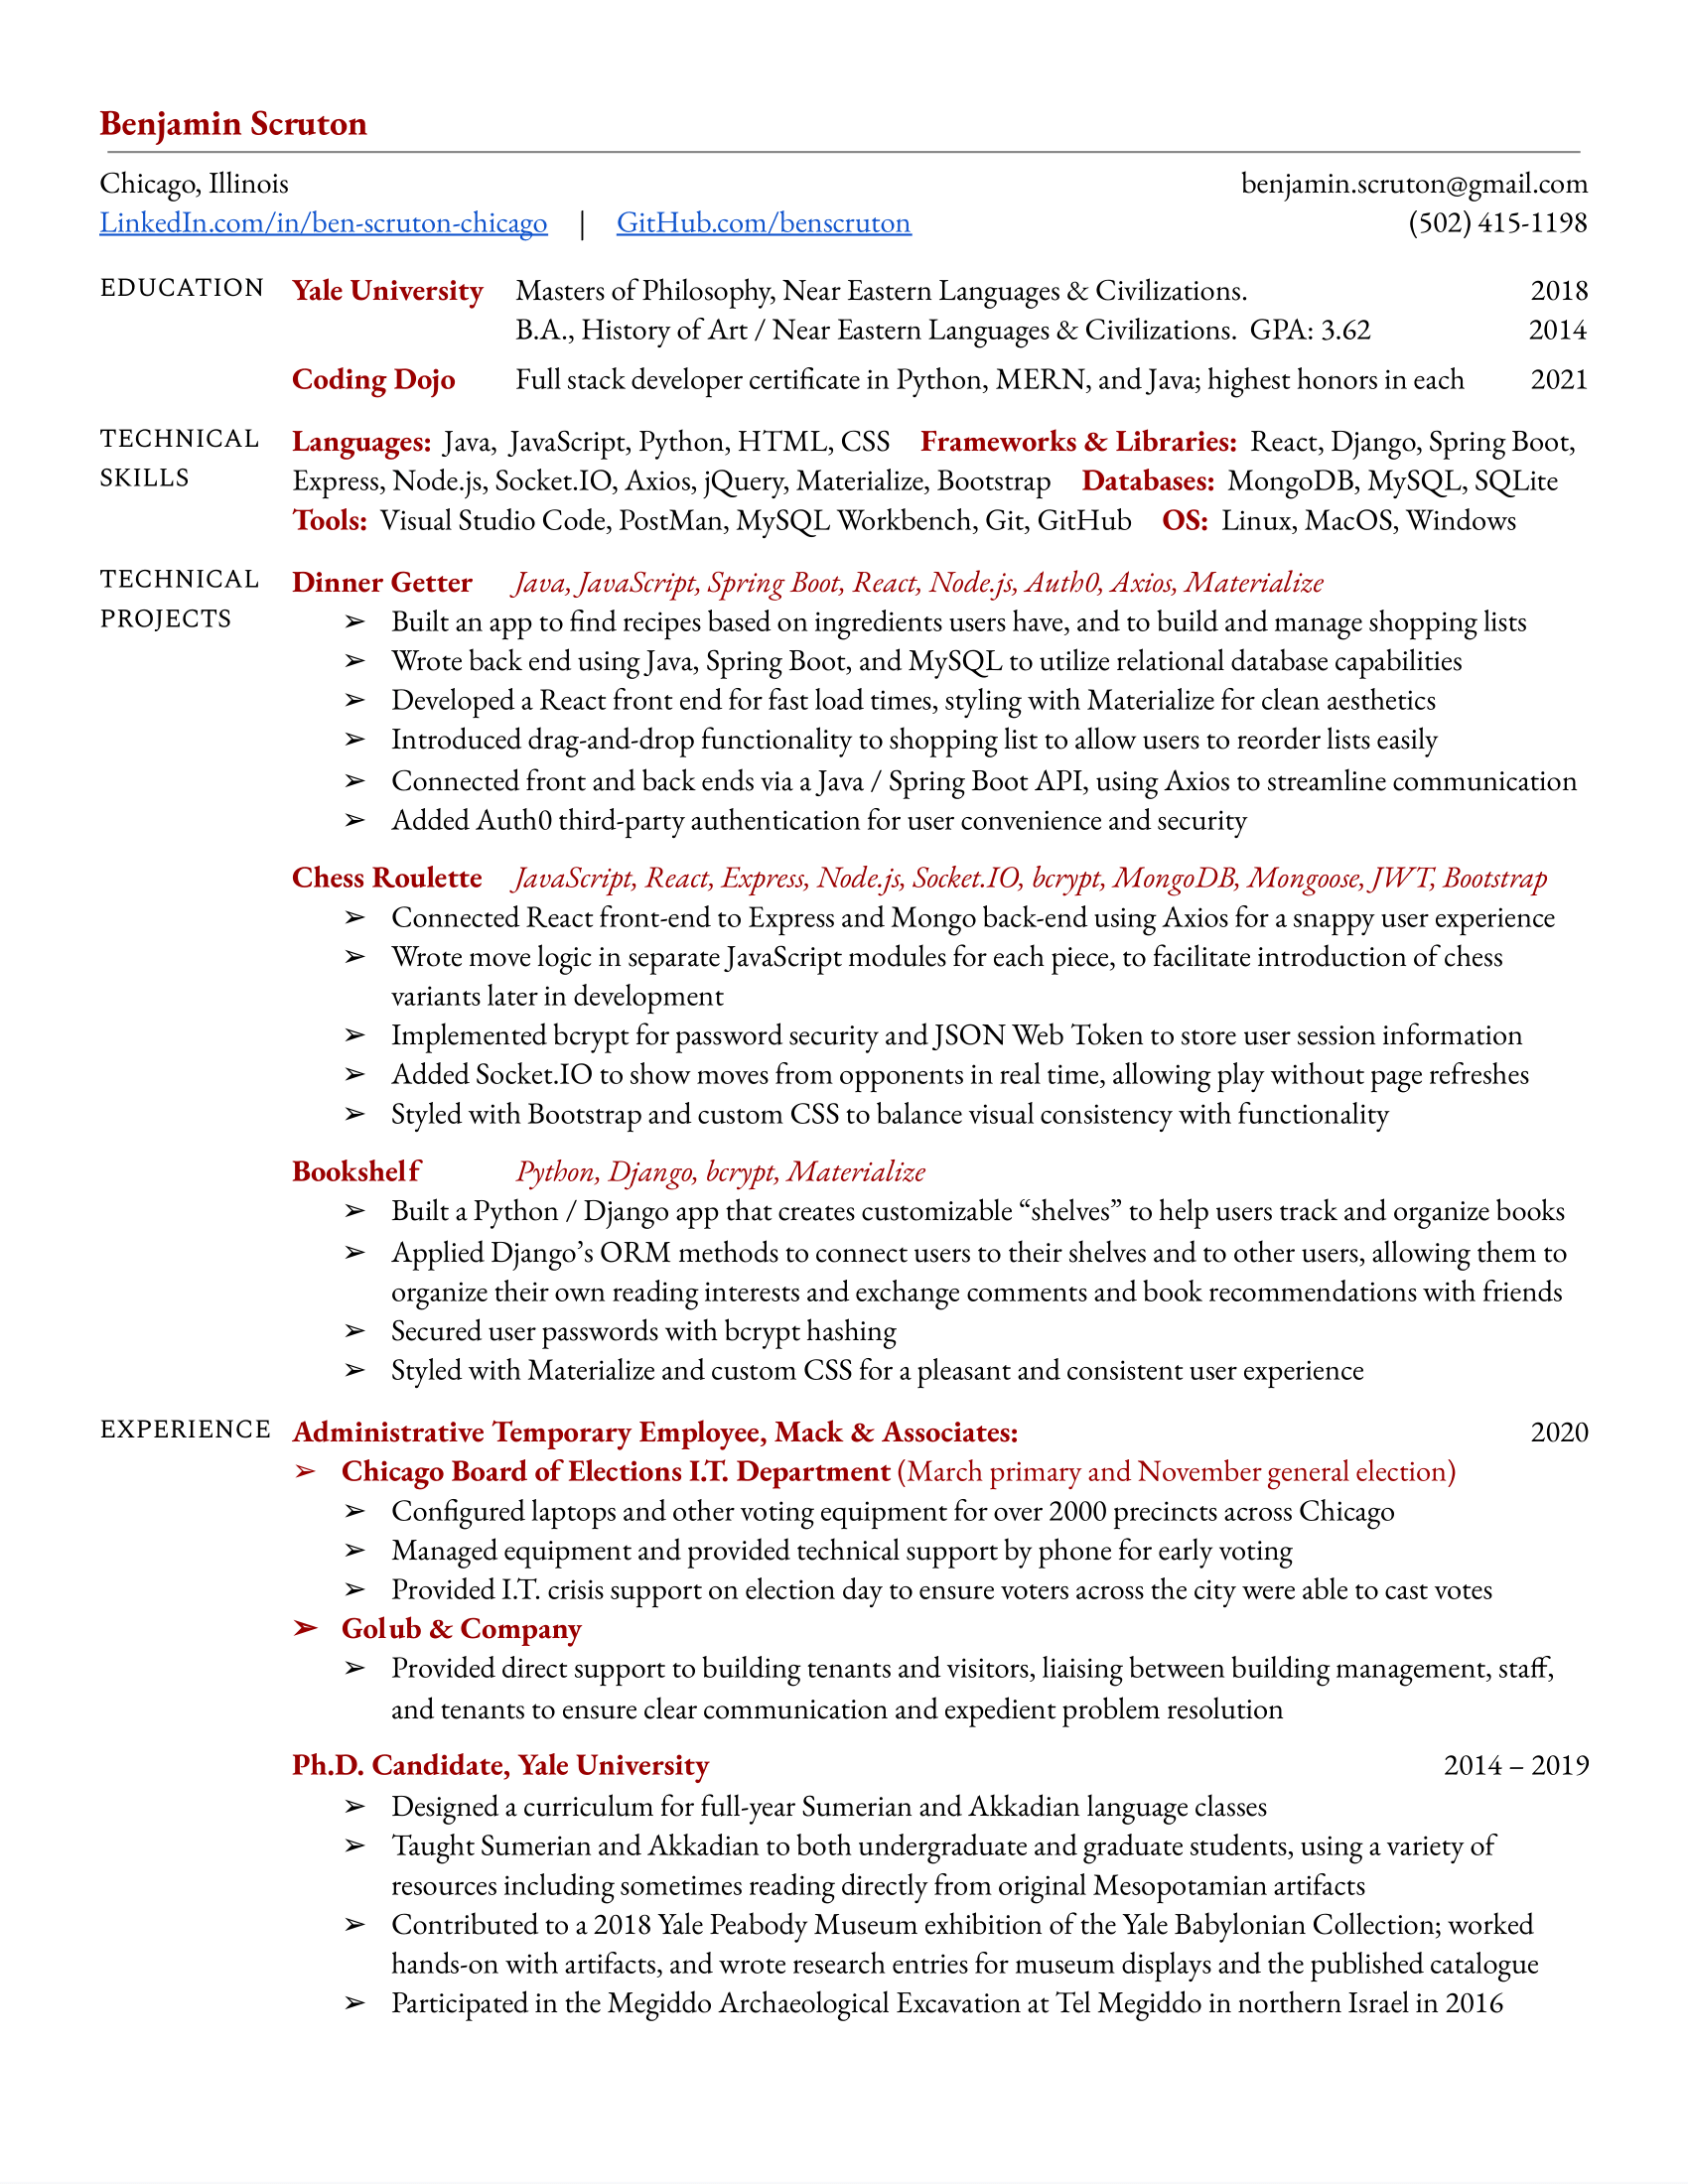 Benjamin Scruton
Chicago, Illinois benjamin.scruton@gmail.com
LinkedIn.com/in/ben-scruton-chicago | GitHub.com/benscruton (502) 415-1198
EDUCATION Yale University Masters of Philosophy, Near Eastern Languages & Civilizations. 2018
B.A., History of Art / Near Eastern Languages & Civilizations. GPA: 3.62 2014
Coding Dojo Full stack developer certificate in Python, MERN, and Java; highest honors in each 2021
TECHNICAL Languages: Java, JavaScript, Python, HTML, CSS Frameworks & Libraries: React, Django, Spring Boot,
SKILLS Express, Node.js, Socket.IO, Axios, jQuery, Materialize, Bootstrap Databases: MongoDB, MySQL, SQLite
Tools: Visual Studio Code, PostMan, MySQL Workbench, Git, GitHub OS: Linux, MacOS, Windows
TECHNICAL Dinner Getter Java, JavaScript, Spring Boot, React, Node.js, Auth0, Axios, Materialize
PROJECTS ➢ Built an app to find recipes based on ingredients users have, and to build and manage shopping lists
➢ Wrote back end using Java, Spring Boot, and MySQL to utilize relational database capabilities
➢ Developed a React front end for fast load times, styling with Materialize for clean aesthetics
➢ Introduced drag-and-drop functionality to shopping list to allow users to reorder lists easily
➢ Connected front and back ends via a Java / Spring Boot API, using Axios to streamline communication
➢ Added Auth0 third-party authentication for user convenience and security
Chess Roulette JavaScript, React, Express, Node.js, Socket.IO, bcrypt, MongoDB, Mongoose, JWT, Bootstrap
➢ Connected React front-end to Express and Mongo back-end using Axios for a snappy user experience
➢ Wrote move logic in separate JavaScript modules for each piece, to facilitate introduction of chess
variants later in development
➢ Implemented bcrypt for password security and JSON Web Token to store user session information
➢ Added Socket.IO to show moves from opponents in real time, allowing play without page refreshes
➢ Styled with Bootstrap and custom CSS to balance visual consistency with functionality
Bookshelf Python, Django, bcrypt, Materialize
➢ Built a Python / Django app that creates customizable “shelves” to help users track and organize books
➢ Applied Django’s ORM methods to connect users to their shelves and to other users, allowing them to
organize their own reading interests and exchange comments and book recommendations with friends
➢ Secured user passwords with bcrypt hashing
➢ Styled with Materialize and custom CSS for a pleasant and consistent user experience
EXPERIENCE Administrative Temporary Employee, Mack & Associates: 2020
➢ Chicago Board of Elections I.T. Department (March primary and November general election)
➢ Configured laptops and other voting equipment for over 2000 precincts across Chicago
➢ Managed equipment and provided technical support by phone for early voting
➢ Provided I.T. crisis support on election day to ensure voters across the city were able to cast votes
➢ Golub & Company
➢ Provided direct support to building tenants and visitors, liaising between building management, staff,
and tenants to ensure clear communication and expedient problem resolution
Ph.D. Candidate, Yale University 2014 – 2019
➢ Designed a curriculum for full-year Sumerian and Akkadian language classes
➢ Taught Sumerian and Akkadian to both undergraduate and graduate students, using a variety of
resources including sometimes reading directly from original Mesopotamian artifacts
➢ Contributed to a 2018 Yale Peabody Museum exhibition of the Yale Babylonian Collection; worked
hands-on with artifacts, and wrote research entries for museum displays and the published catalogue
➢ Participated in the Megiddo Archaeological Excavation at Tel Megiddo in northern Israel in 2016